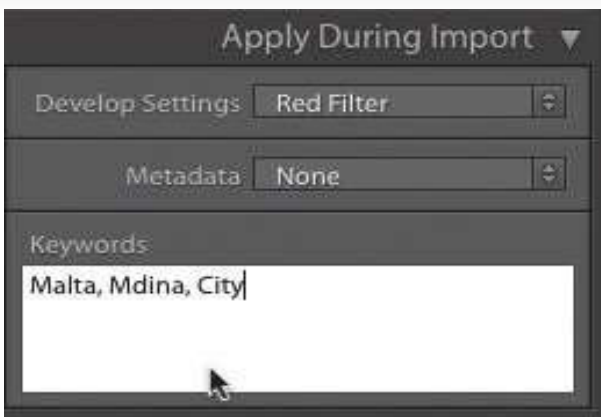 Apply During Import
Develop Settings Red Filter
Metadata None
Keywords
Malta, Mdina, City